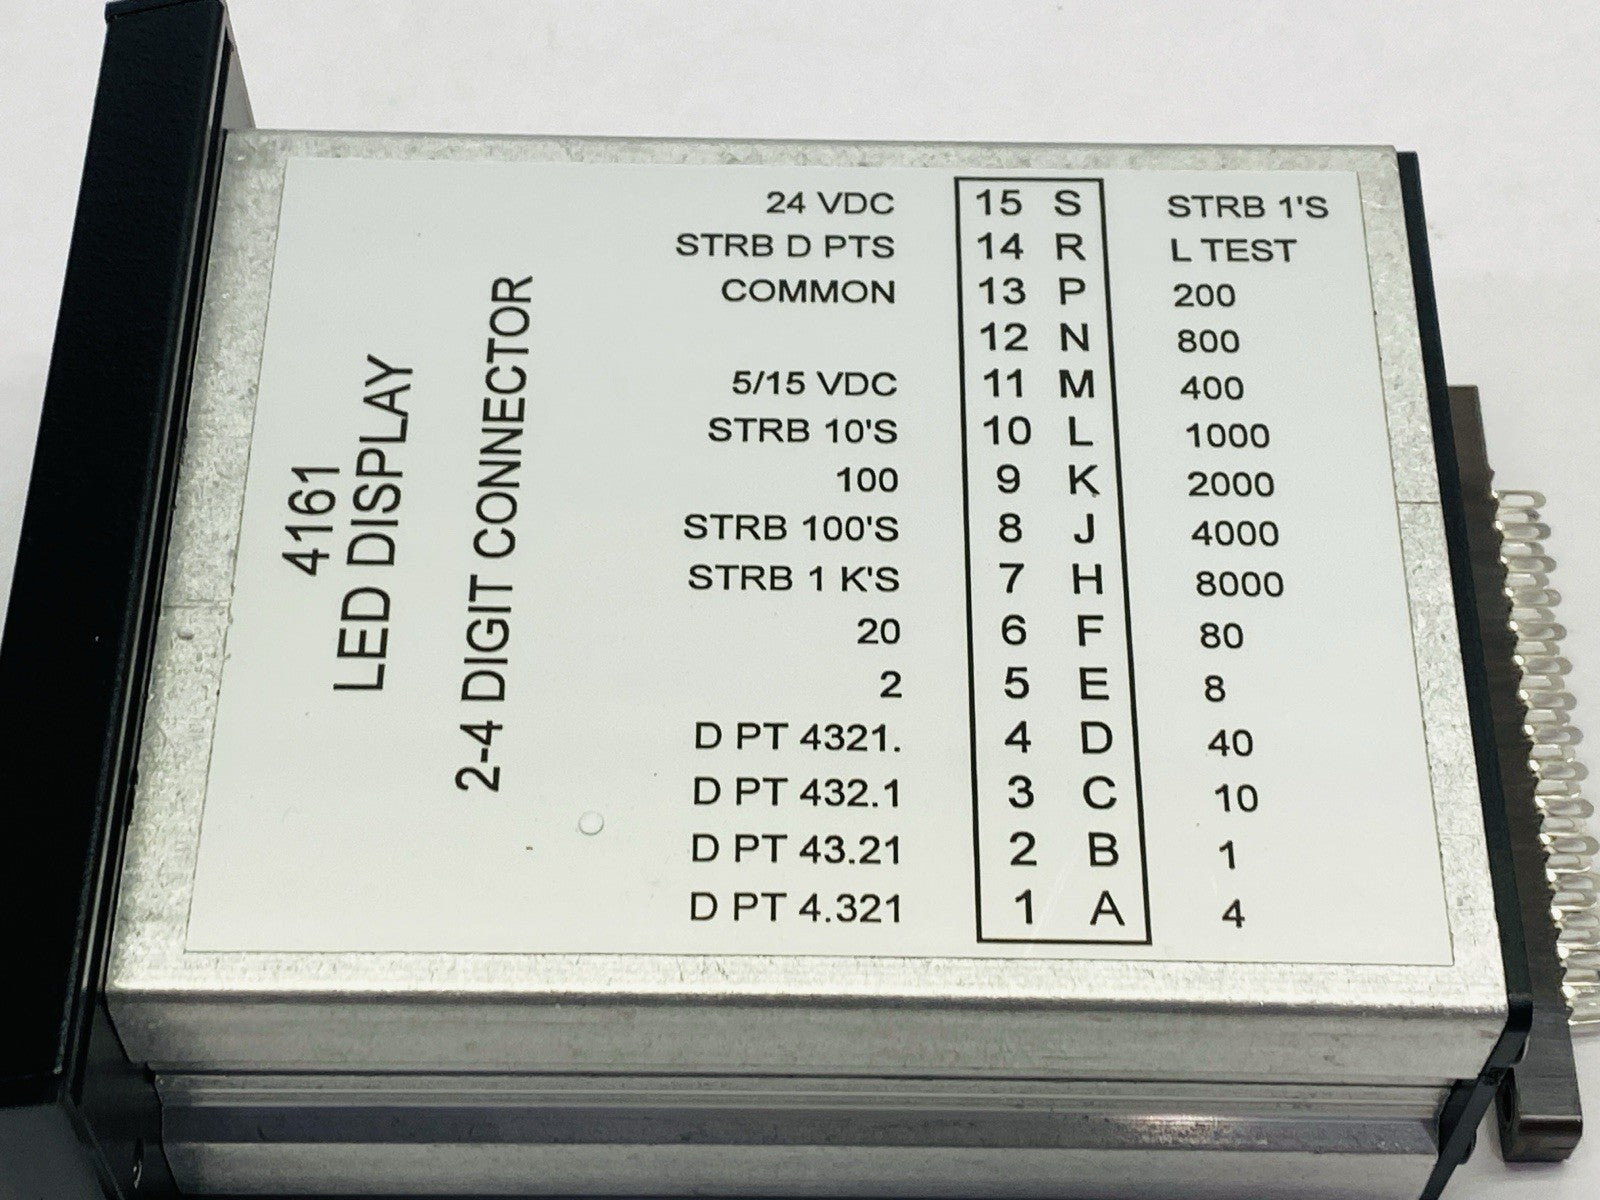 4161
LED DISPLAY
2-4 DIGIT CONNECTOR
24 VDC 15 S STRB 1'S
STRB D PTS 14 R L TEST
COMMON 13 P 200
12 N 800
5/15 VDC 11 M 400
STRB 10'S 10 L 1000
100 9 K 2000
STRB 100'S 8 J 4000
STRB 1 K'S 7 H 8000
20 6 F 80
2 5 E 8
D PT 4321. 4 D 40
D PT 432.1 3 C 10
D PT 43.21 2 B 1
D PT 4.321 1 A 4